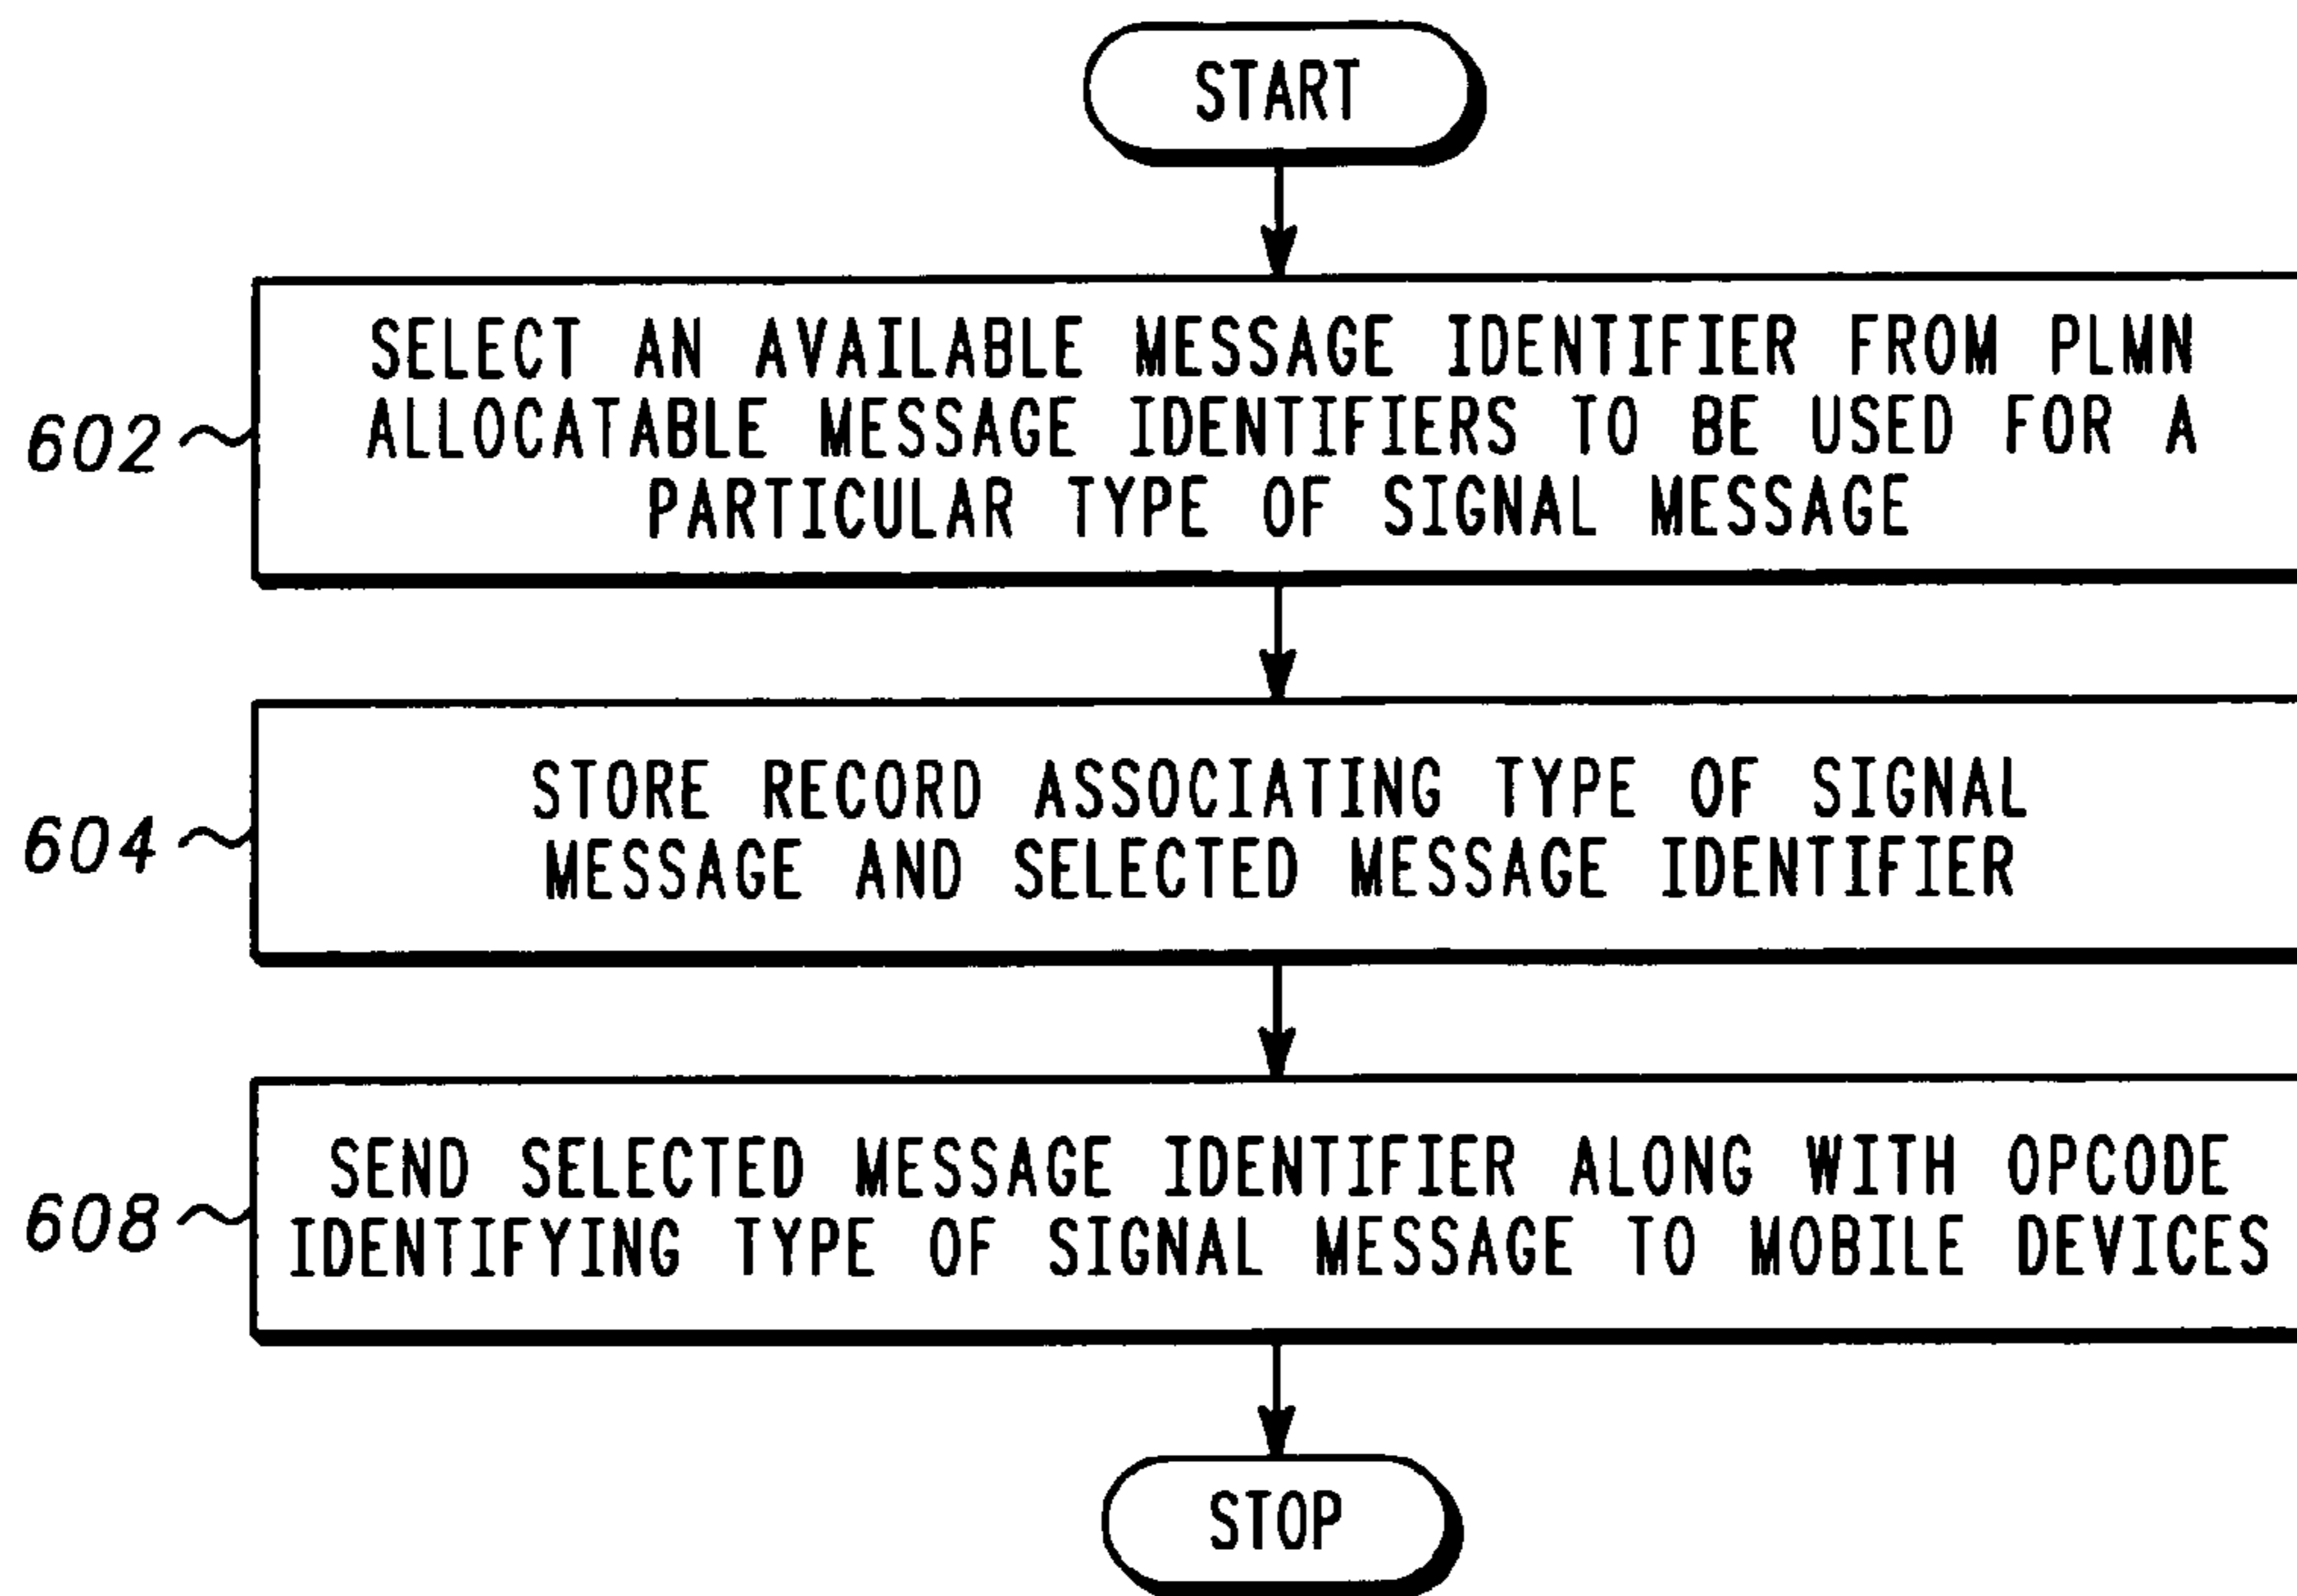 START
SELECT AN AVAILABLE MESSAGE IDENTIFIER FROM PLMN
ALLOCATABLE MESSAGE IDENTIFIERS TO BE USED FOR A
PARTICULAR TYPE OF SIGNAL MESSAGE
602
STORE RECORD ASSOCIATING TYPE OF SIGNAL
MESSAGE AND SELECTED MESSAGE IDENTIFIER
604
SEND SELECTED MESSAGE IDENTIFIER ALONG WITH OPCODE
IDENTIFYING TYPE OF SIGNAL MESSAGE TO MOBILE DEVICES
608
STOP